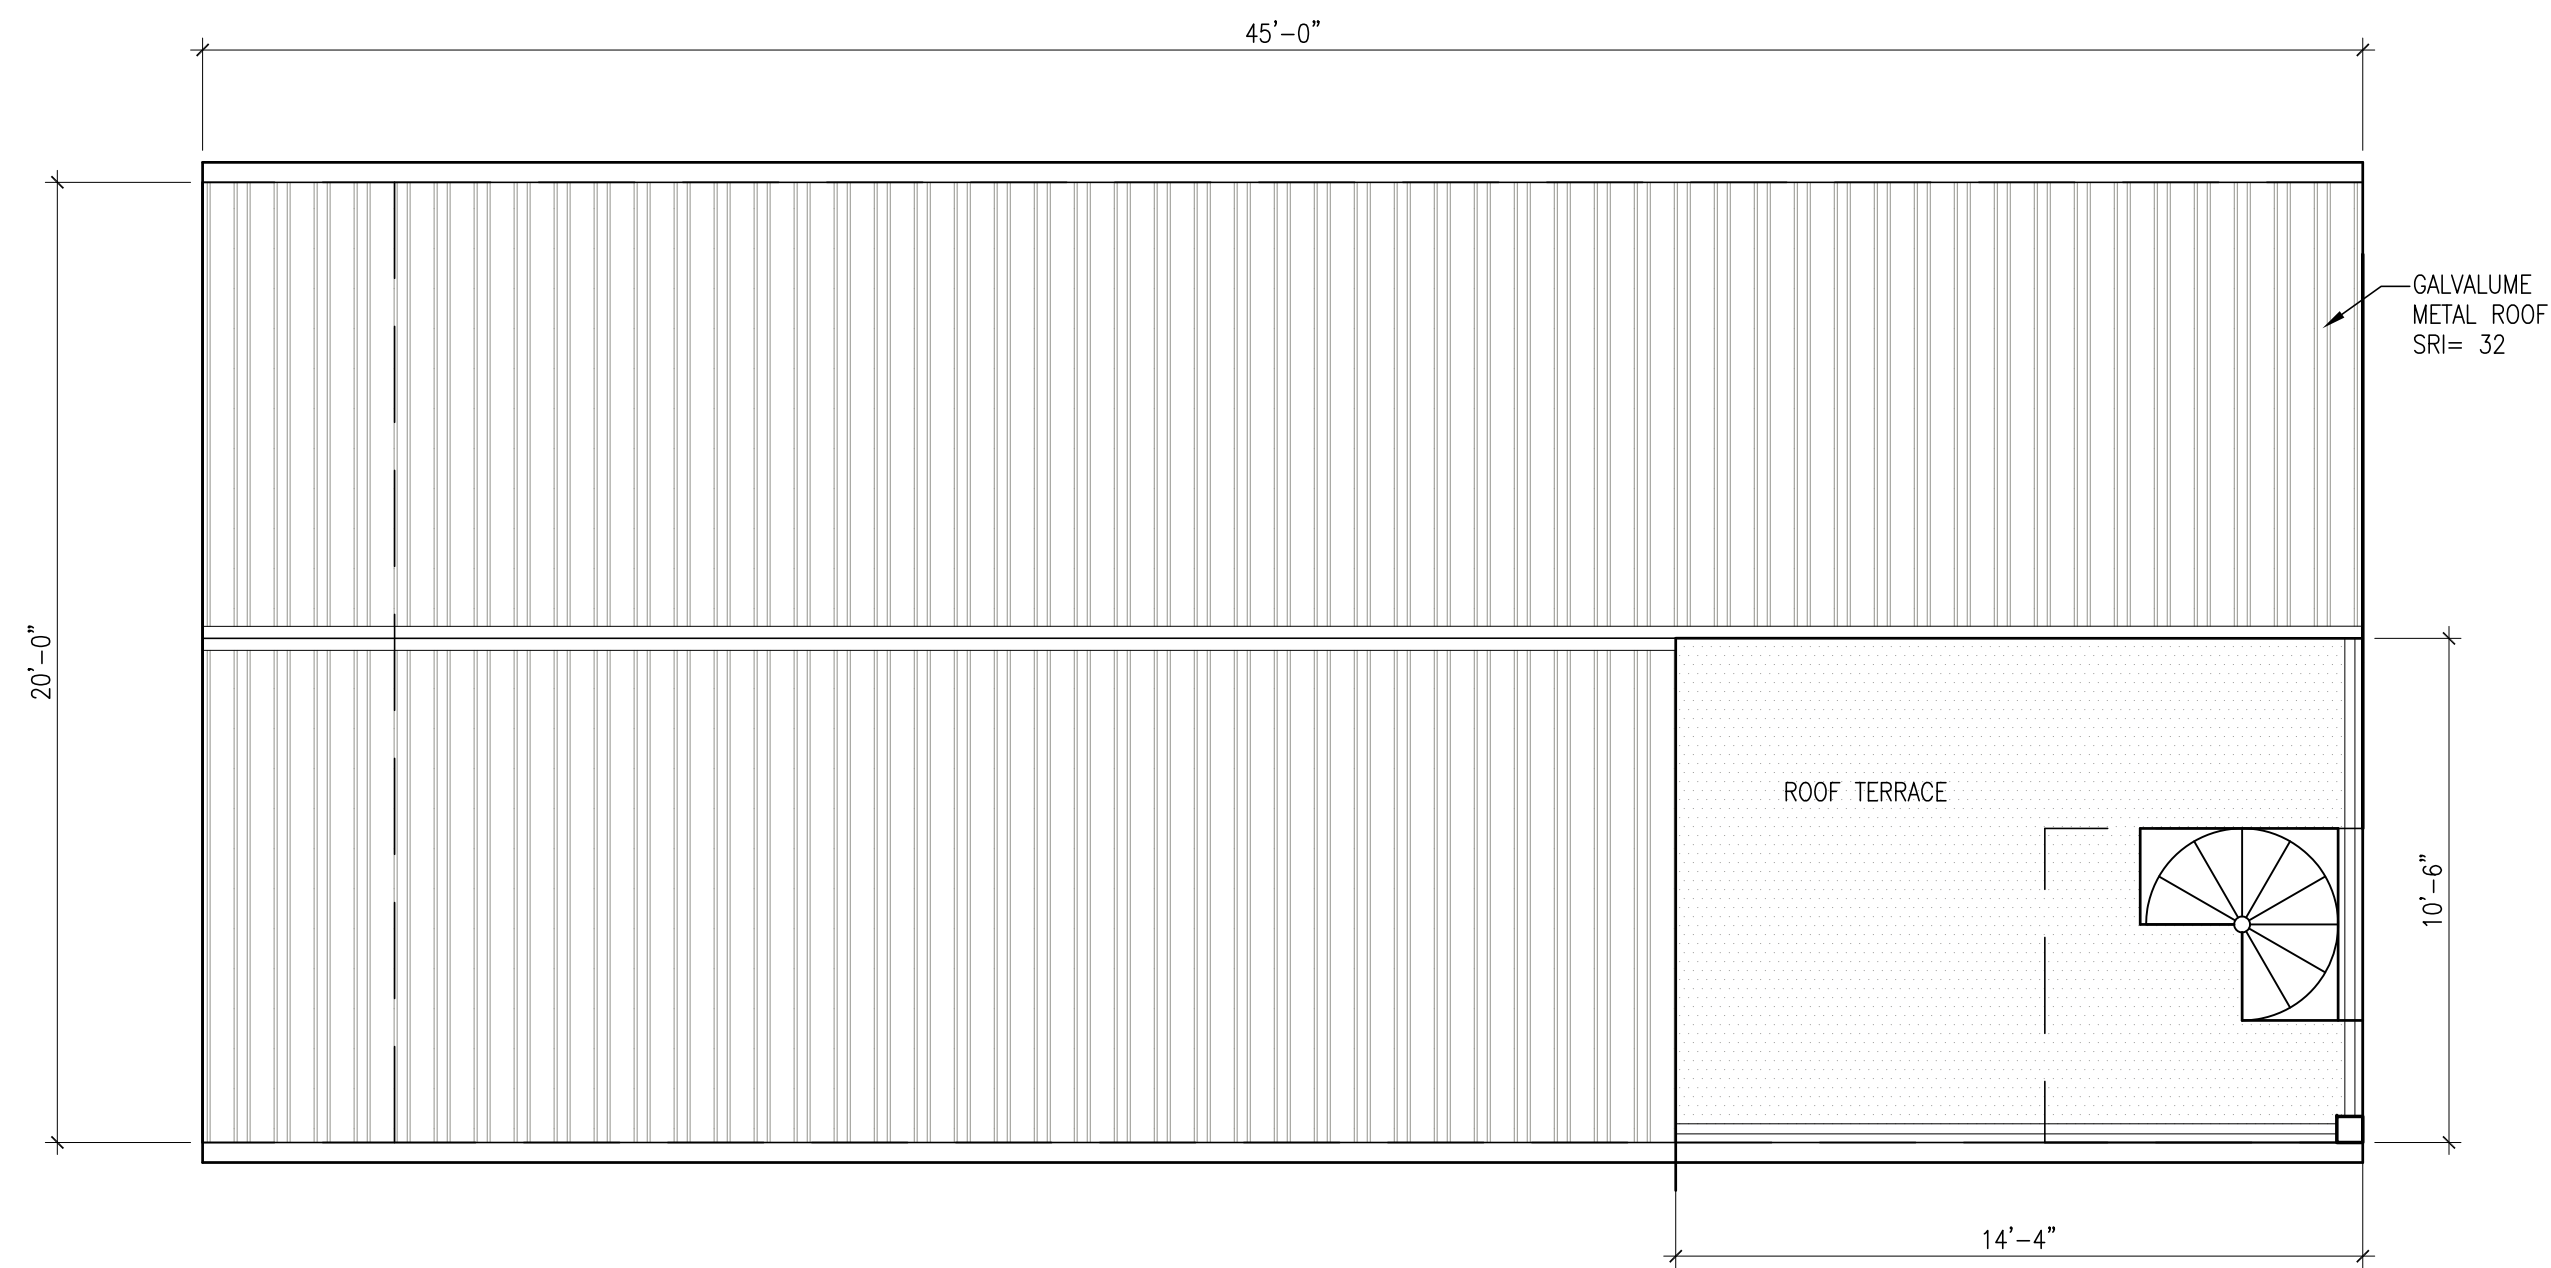 45'-0"
GALVALUME
METAL ROOF
SRI= 32
20'-0"
ROOF TERRACE
10'-6"
14'-4"